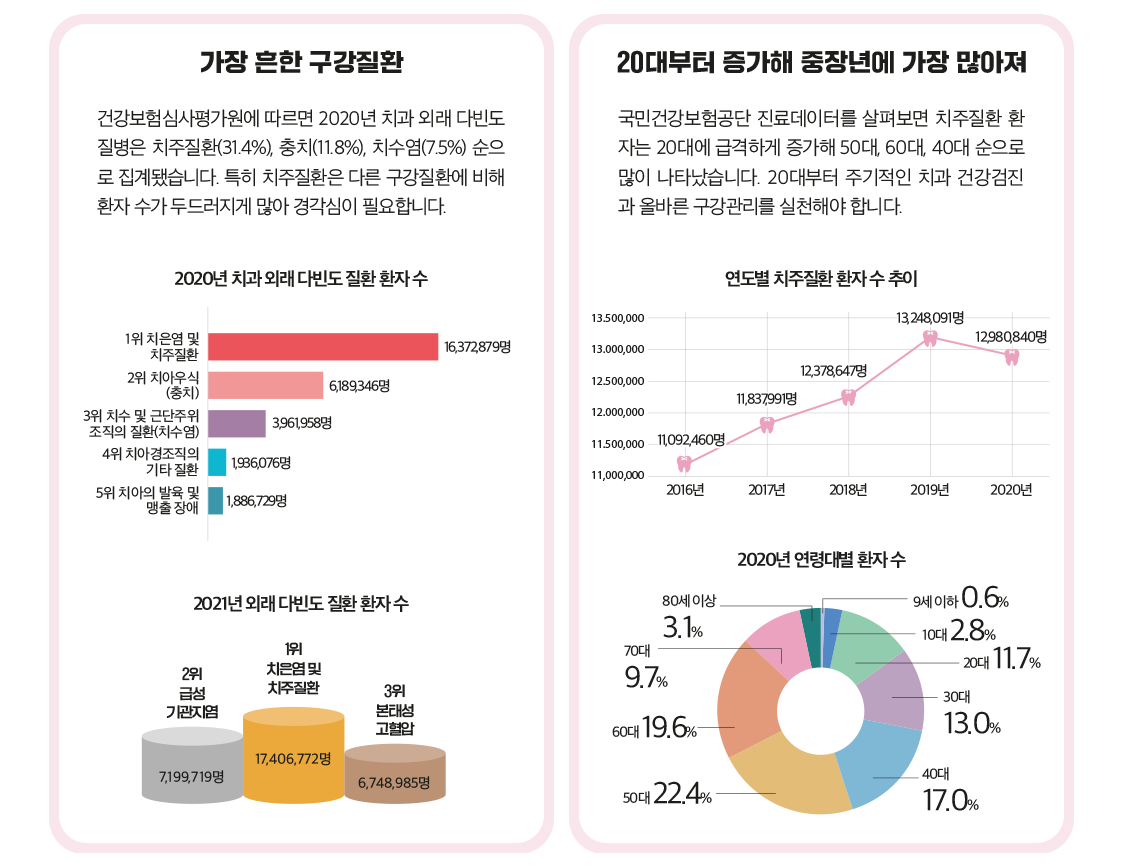 가장 흔한 구강질환
건강보험심사평가원에 따르면 2020년 치과 외래 다빈도
질병은 치주질환(31.4%), 충치(11.8%), 치수염(7.5%) 순으
로 집계됐습니다. 특히 치주질환은 다른 구강질환에 비해
환자 수가 두드러지게 많아 경각심이 필요합니다.
2020년 치과 외래 다빈도 질환 환자 수
1위 치은염 및
치주질환
16,372,879명
2위 치아우식
(충치)
6,189,346명
3위 치수 및 근단주위
조직의 질환(치수염)
3,961,958명
4위 치아경조직의
기타 질환
1,936,076명
5위 치아의 발육 및
맹출 장애
1,886,729명
2021년 외래 다빈도 질환 환자 수
2위
급성
기관지염
7,199,719명
1위
치은염 및
치주질환
17,406,772명
3위
본태성
고혈압
6,748,985명
20대부터 증가해 중장년에 가장 많아져
국민건강보험공단 진료데이터를 살펴보면 치주질환 환
자는 20대에 급격하게 증가해 50대, 60대, 40대 순으로
많이 나타났습니다. 20대부터 주기적인 치과 건강검진
과 올바른 구강관리를 실천해야 합니다.
연도별 치주질환 환자 수 추이
13.500,000
13.000,000
12.500,000
12.000,000
11.500,000
11,000,000
11,092,460명
11,837,991명
12,378,647명
13,248,091명
12,980,840명
2016년
2017년
2018년
2019년
2020년
2020년 연령대별 환자 수
9세 이하 0.6%
10대 2.8%
20대 11.7%
30대
13.0%
40대
17.0%
50대 22.4%
60대 19.6%
70대
9.7%
80세 이상
3.1%